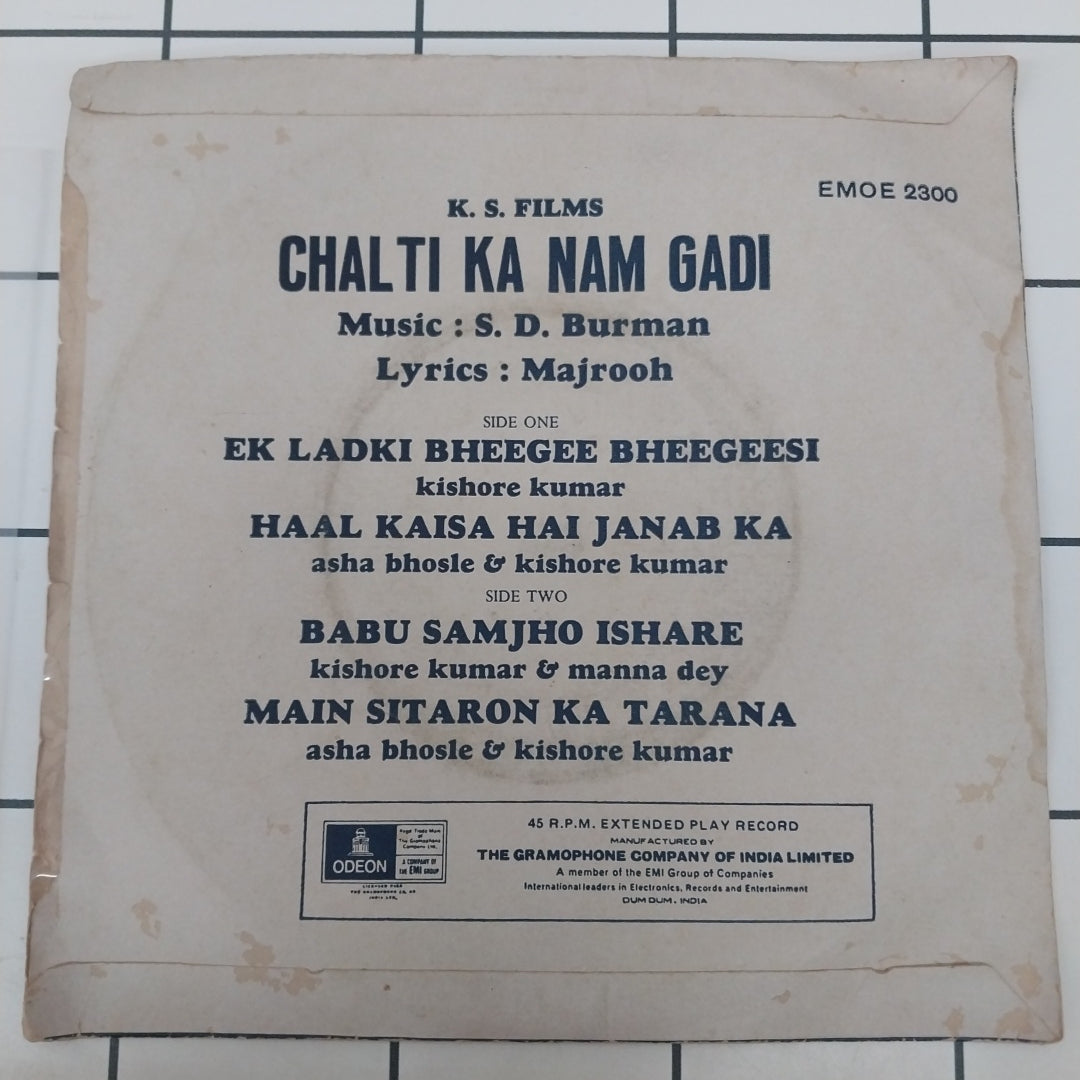 EMOE 2300
K. S. FILMS
CHALTI KA NAM GADI
Music : S. D. Burman
Lyrics : Majrooh
SIDE ONE
EK LADKI BHEEGEE BHEEGEESI
kishore kumar
HAAL KAISA HAI JANAB KA
asha bhosle & kishore kumar
SIDE TWO
BABU SAMJHO ISHARE
kishore kumar & manna dey
MAIN SITARON KA TARANA
asha bhosle & kishore kumar
ODEON
The Gramophone
Company Ltd.
A COMPANY OF
THE EMI GROUP
45 R.P.M. EXTENDED PLAY RECORD
MANUFACTURED BY
THE GRAMOPHONE COMPANY OF INDIA LIMITED
A member of the EMI Group of Companies
International leaders in Electronics, Records and Entertainment
DUM DUM. INDIA